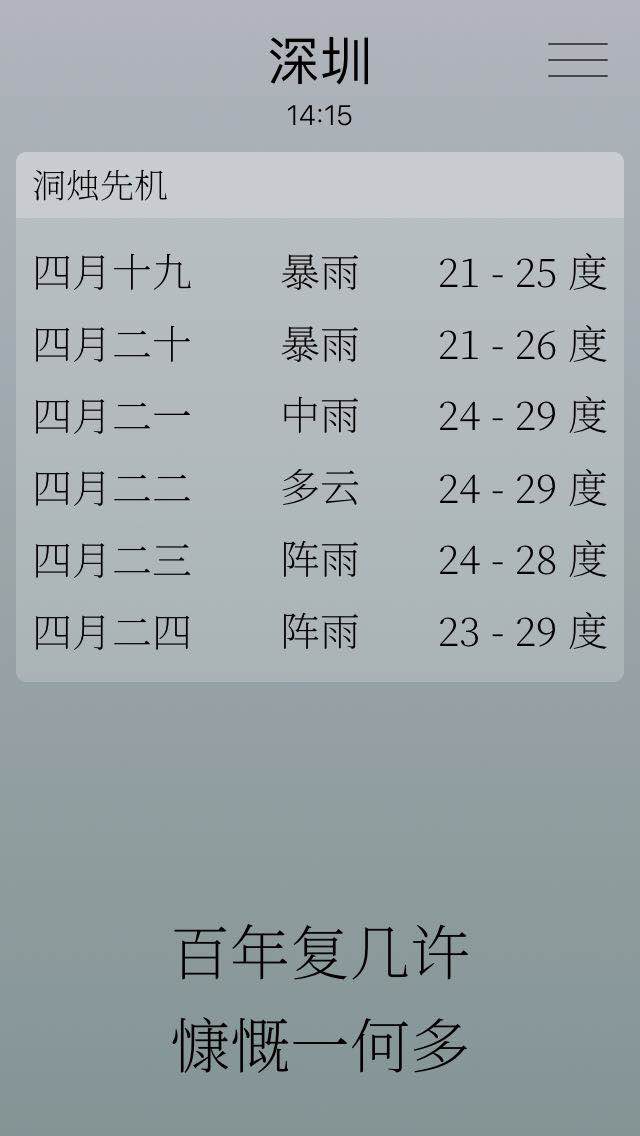 深圳
14:15
洞烛先机
四月十九 暴雨 21 - 25 度
四月二十 暴雨 21 - 26 度
四月二一 中雨 24 - 29 度
四月二二 多云 24 - 29 度
四月二三 阵雨 24 - 28 度
四月二四 阵雨 23 - 29 度
百年复几许
慷慨一何多